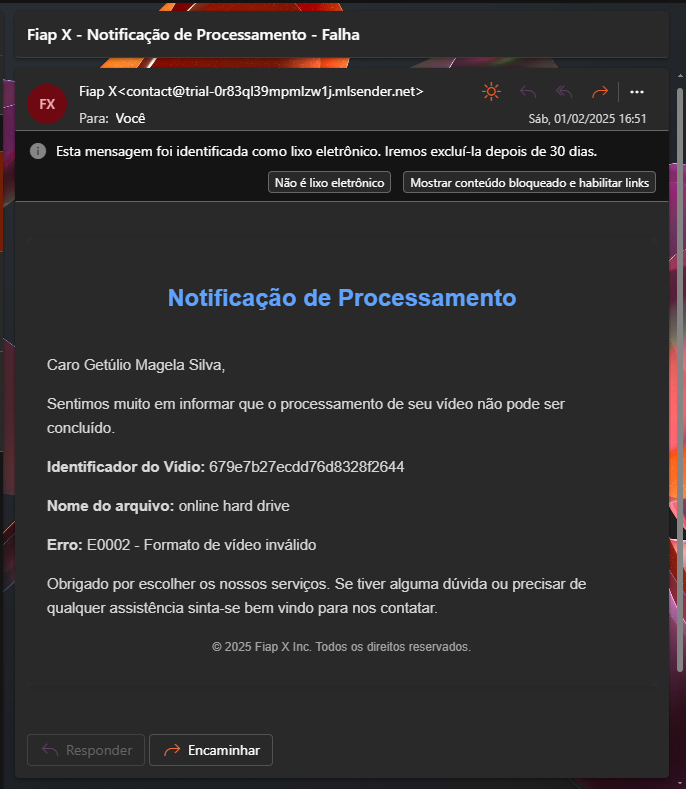 Fiap X - Notificação de Processamento - Falha
FX
Fiap X<contact@trial-0r83ql39mpmlzw1j.mlsender.net>
Para: Você
Sáb, 01/02/2025 16:51
Esta mensagem foi identificada como lixo eletrônico. Iremos excluí-la depois de 30 dias.
Não é lixo eletrônico
Mostrar conteúdo bloqueado e habilitar links
Notificação de Processamento
Caro Getúlio Magela Silva,
Sentimos muito em informar que o processamento de seu vídeo não pode ser
concluído.
Identificador do Vídio: 679e7b27ecdd76d8328f2644
Nome do arquivo: online hard drive
Erro: E0002 - Formato de vídeo inválido
Obrigado por escolher os nossos serviços. Se tiver alguma dúvida ou precisar de
qualquer assistência sinta-se bem vindo para nos contatar.
© 2025 Fiap X Inc. Todos os direitos reservados.
Responder
Encaminhar